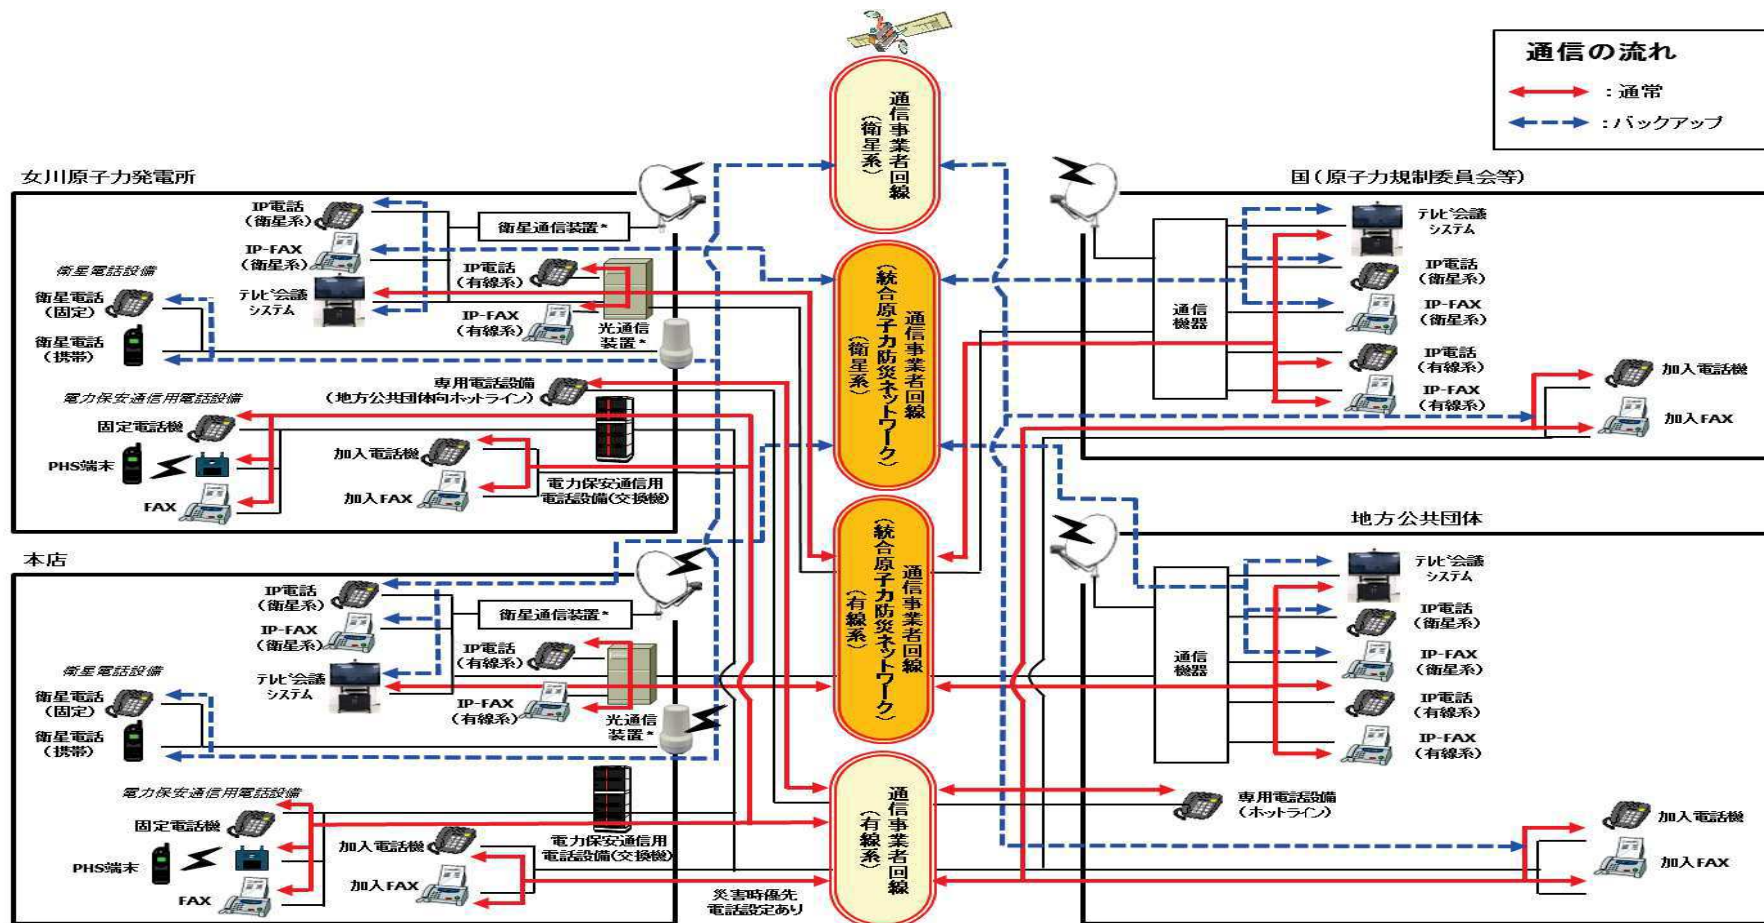 通信の流れ
：通常
：バックアップ
通信事業者回線
（衛星系）
通信事業者回線
（統合原子力防災ネットワーク）
（衛星系）
通信事業者回線
（統合原子力防災ネットワーク）
（有線系）
通信事業者回線
（有線系）
女川原子力発電所
IP電話
（衛星系）
衛星通信装置*
IP-FAX
（衛星系）
衛星電話設備
IP電話
（有線系）
衛星電話
（固定）
テレビ会議
システム
IP-FAX
（有線系）
光通信
装置*
衛星電話
（携帯）
専用電話設備
（地方公共団体向ホットライン）
電力保安通信用電話設備
固定電話機
加入電話機
PHS端末
加入FAX
電力保安通信用
電話設備(交換機)
FAX
本店
IP電話
（衛星系）
衛星通信装置*
IP-FAX
（衛星系）
衛星電話設備
IP電話
（有線系）
衛星電話
（固定）
テレビ会議
システム
IP-FAX
（有線系）
光通信
装置*
衛星電話
（携帯）
電力保安通信用電話設備
固定電話機
加入電話機
電力保安通信用
電話設備(交換機)
PHS端末
加入FAX
FAX
災害時優先
電話設定あり
国（原子力規制委員会等）
テレビ会議
システム
IP電話
（衛星系）
通信
機器
IP-FAX
（衛星系）
IP電話
（有線系）
IP-FAX
（有線系）
加入電話機
加入FAX
地方公共団体
テレビ会議
システム
IP電話
（衛星系）
通信
機器
IP-FAX
（衛星系）
IP電話
（有線系）
IP-FAX
（有線系）
専用電話設備
（ホットライン）
加入電話機
加入FAX